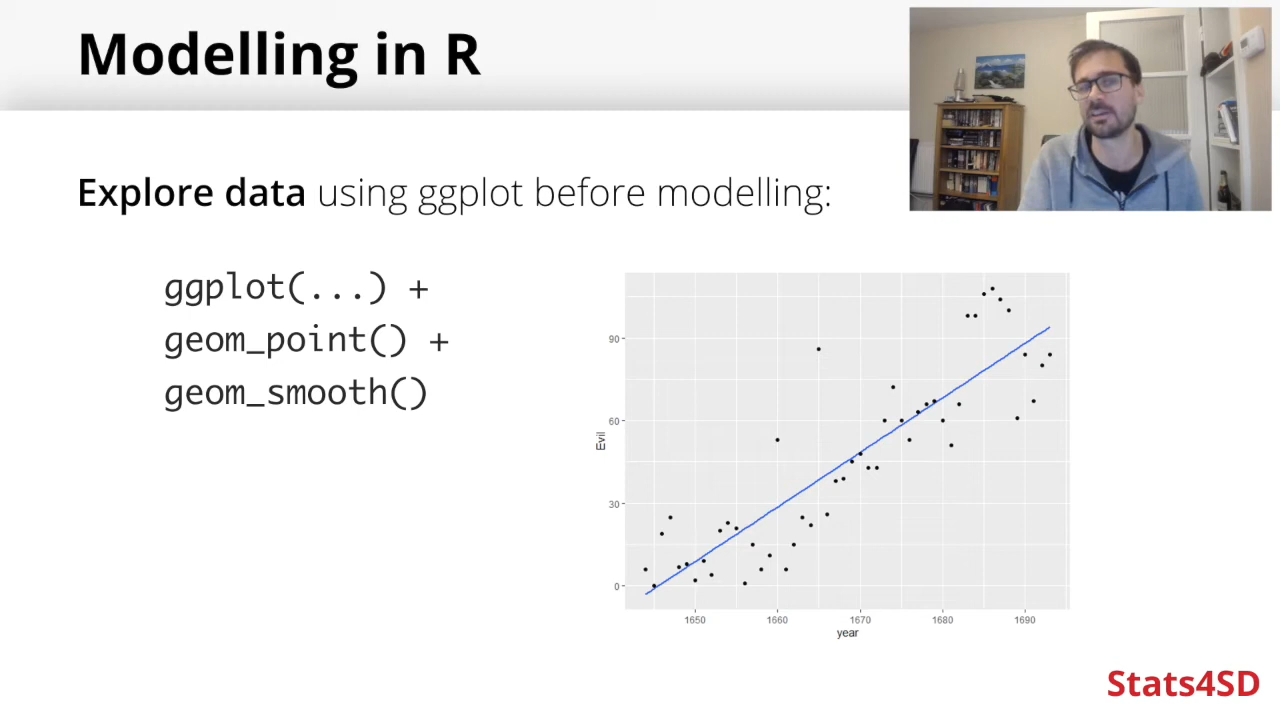 Modelling in R
Explore data using ggplot before modelling:
ggplot(...) +
geom_point() +
geom_smooth()
90
60
30
0
Evil
1650 1660 1670 1680 1690
year
Stats4SD